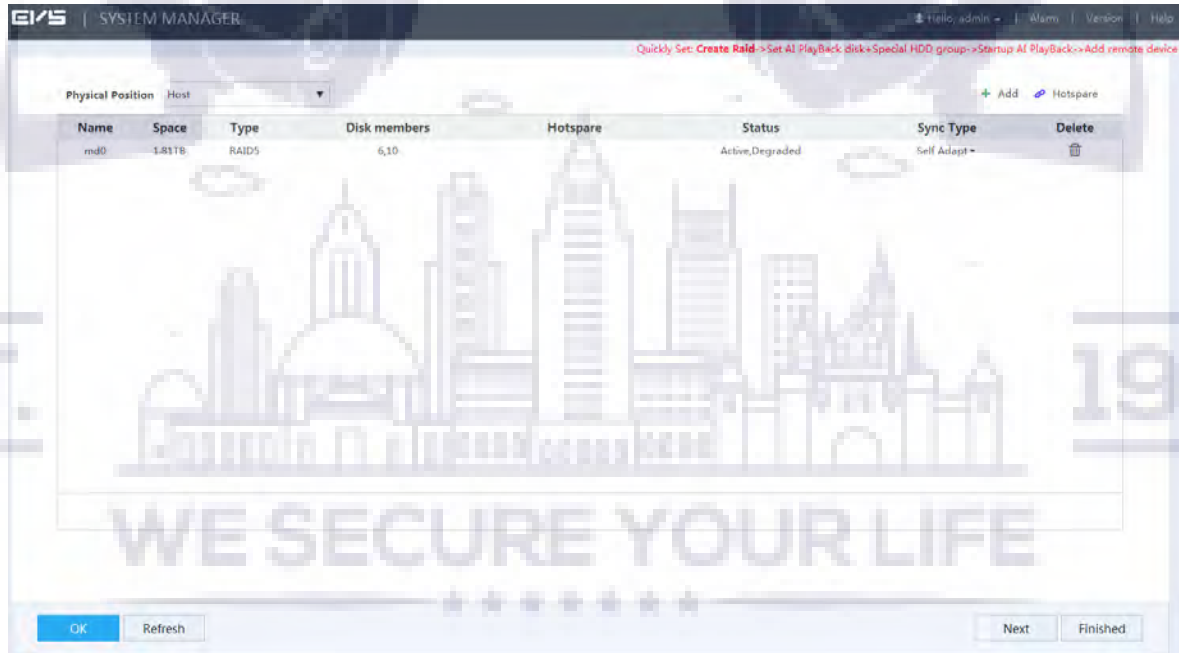 EVS | SYSTEM MANAGER Hello, admin | Alarm | Version | Help
Quickly Set: Create Raid->Set AI PlayBack disk+Special HDD group->Startup AI PlayBack->Add remote device
Physical Position Host + Add Hotspare
Name Space Type Disk members Hotspare Status Sync Type Delete
md0 1.81TB RAID5 6,10 Active,Degraded Self Adapt
19
WE SECURE YOUR LIFE
OK Refresh Next Finished